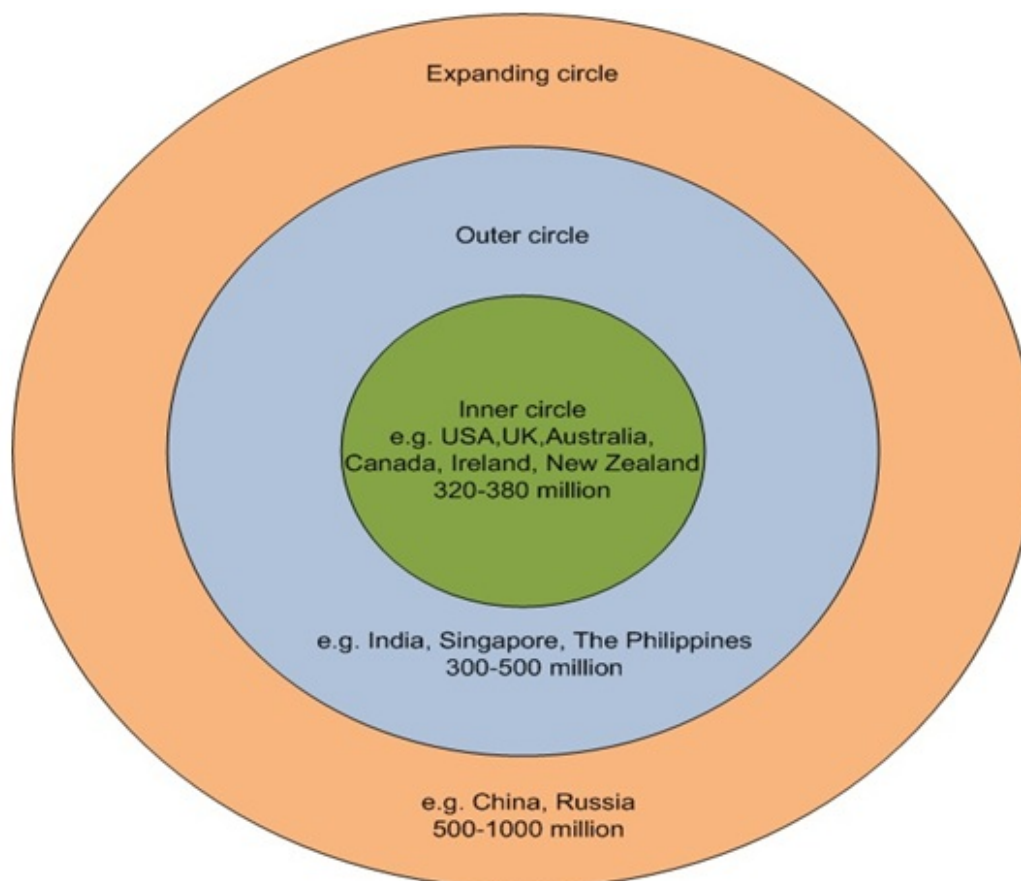 Expanding circle
Outer circle
Inner circle
e.g. USA,UK,Australia,
Canada, Ireland, New Zealand
320-380 million
e.g. India, Singapore, The Philippines
300-500 million
e.g. China, Russia
500-1000 million